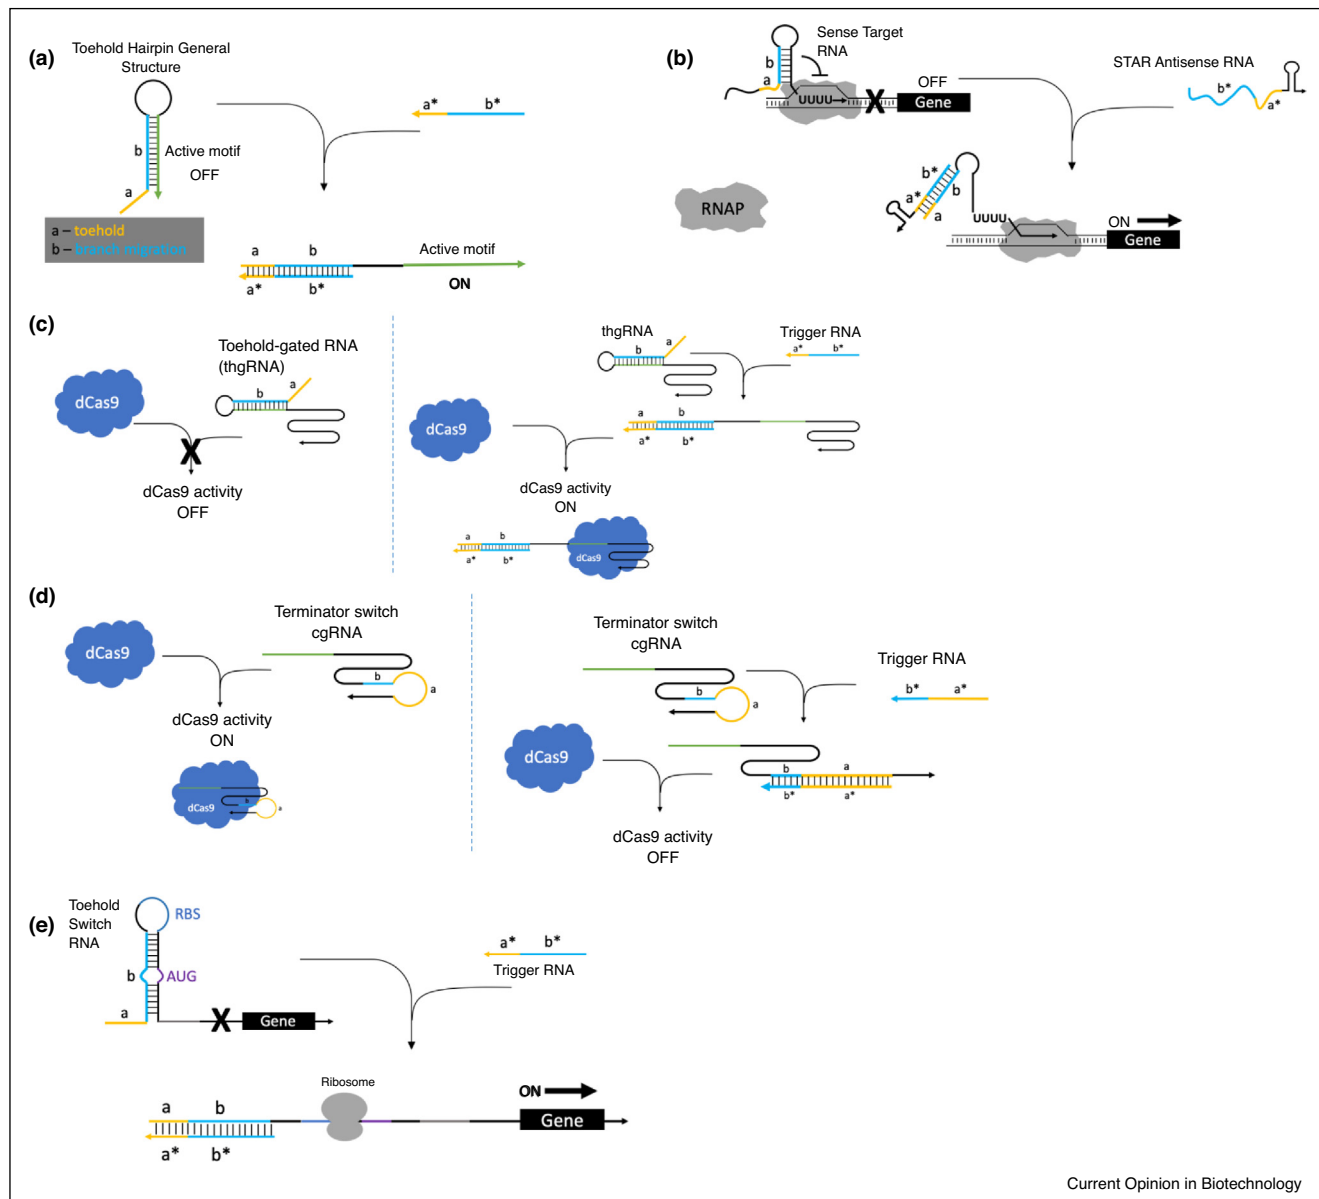 (a)
Toehold Hairpin General
Structure
b
Active motif
OFF
a
a – toehold
b – branch migration
a*
b*
a
b
Active motif
a*
b*
ON
(b)
Sense Target
RNA
b
a
UUUU
OFF
X
Gene
STAR Antisense RNA
b*
a*
RNAP
b*
b
a*
a
UUUU
ON
Gene
(c)
Toehold-gated RNA
(thgRNA)
dCas9
b
a
X
dCas9 activity
OFF
thgRNA
b
a
Trigger RNA
a*
b*
dCas9
a
b
a*
b*
dCas9 activity
ON
a
b
a*
b*
dCas9
(d)
Terminator switch
cgRNA
dCas9
b
a
dCas9 activity
ON
dCas9
b
a
Terminator switch
cgRNA
b
a
Trigger RNA
b*
a*
dCas9
b
a
b*
a*
dCas9 activity
OFF
(e)
Toehold
Switch
RNA
RBS
b
AUG
a
X
Gene
a*
b*
Trigger RNA
Ribosome
ON
a
b
Gene
a*
b*
Current Opinion in Biotechnology